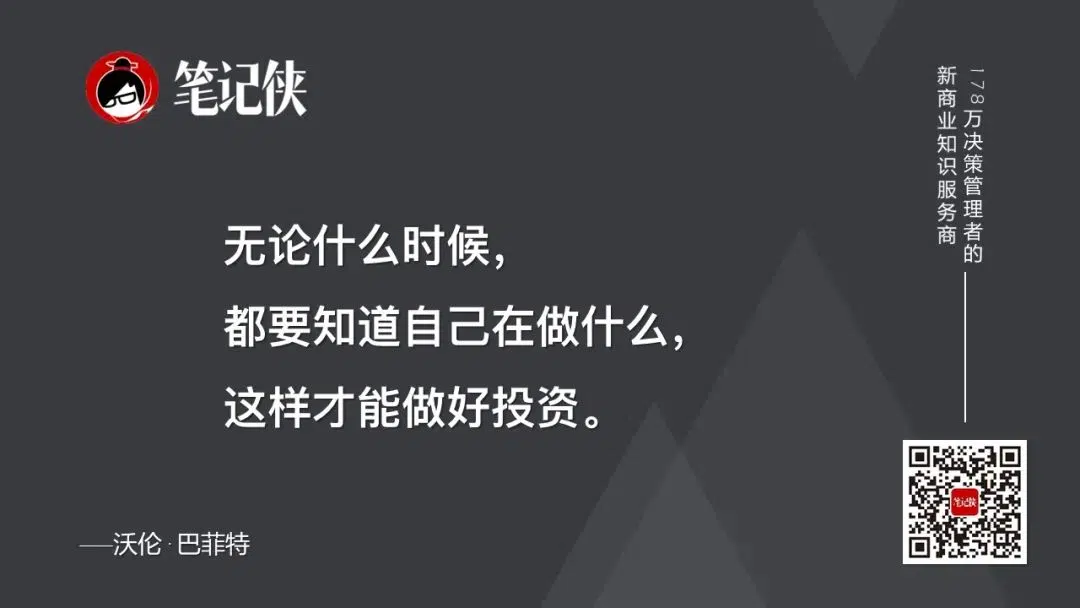 笔记侠
178万决策管理者的
新商业知识服务商
无论什么时候,
都要知道自己在做什么,
这样才能做好投资。
——沃伦·巴菲特
笔记侠